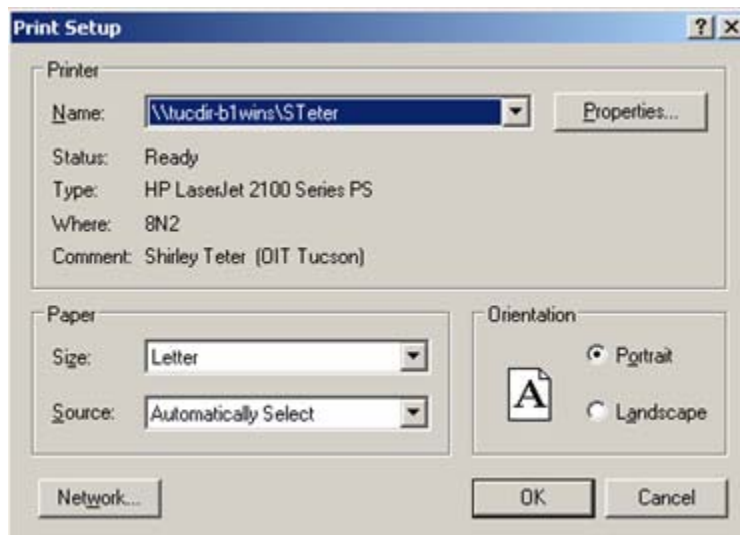 Print Setup
Printer
Name: \\tucdir-b1wins\STeter Properties...
Status: Ready
Type: HP LaserJet 2100 Series PS
Where: 8N2
Comment: Shirley Teter (OIT Tucson)
Paper
Size: Letter
Source: Automatically Select
Orientation
A
Portrait
Landscape
Network... OK Cancel